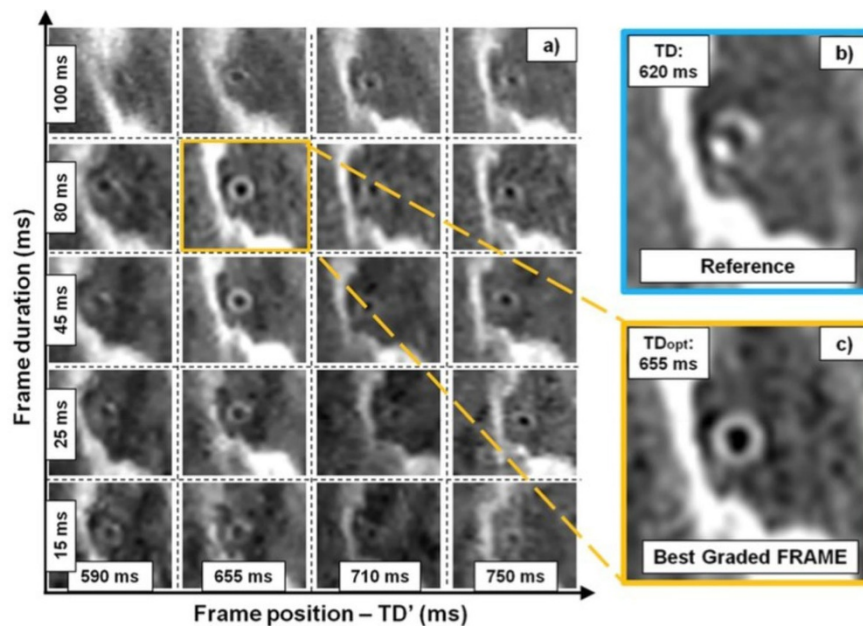 a)
100 ms
80 ms
45 ms
25 ms
15 ms
Frame duration (ms)
590 ms
655 ms
710 ms
750 ms
Frame position – TD' (ms)
TD:
620 ms
b)
Reference
TDopt:
655 ms
c)
Best Graded FRAME